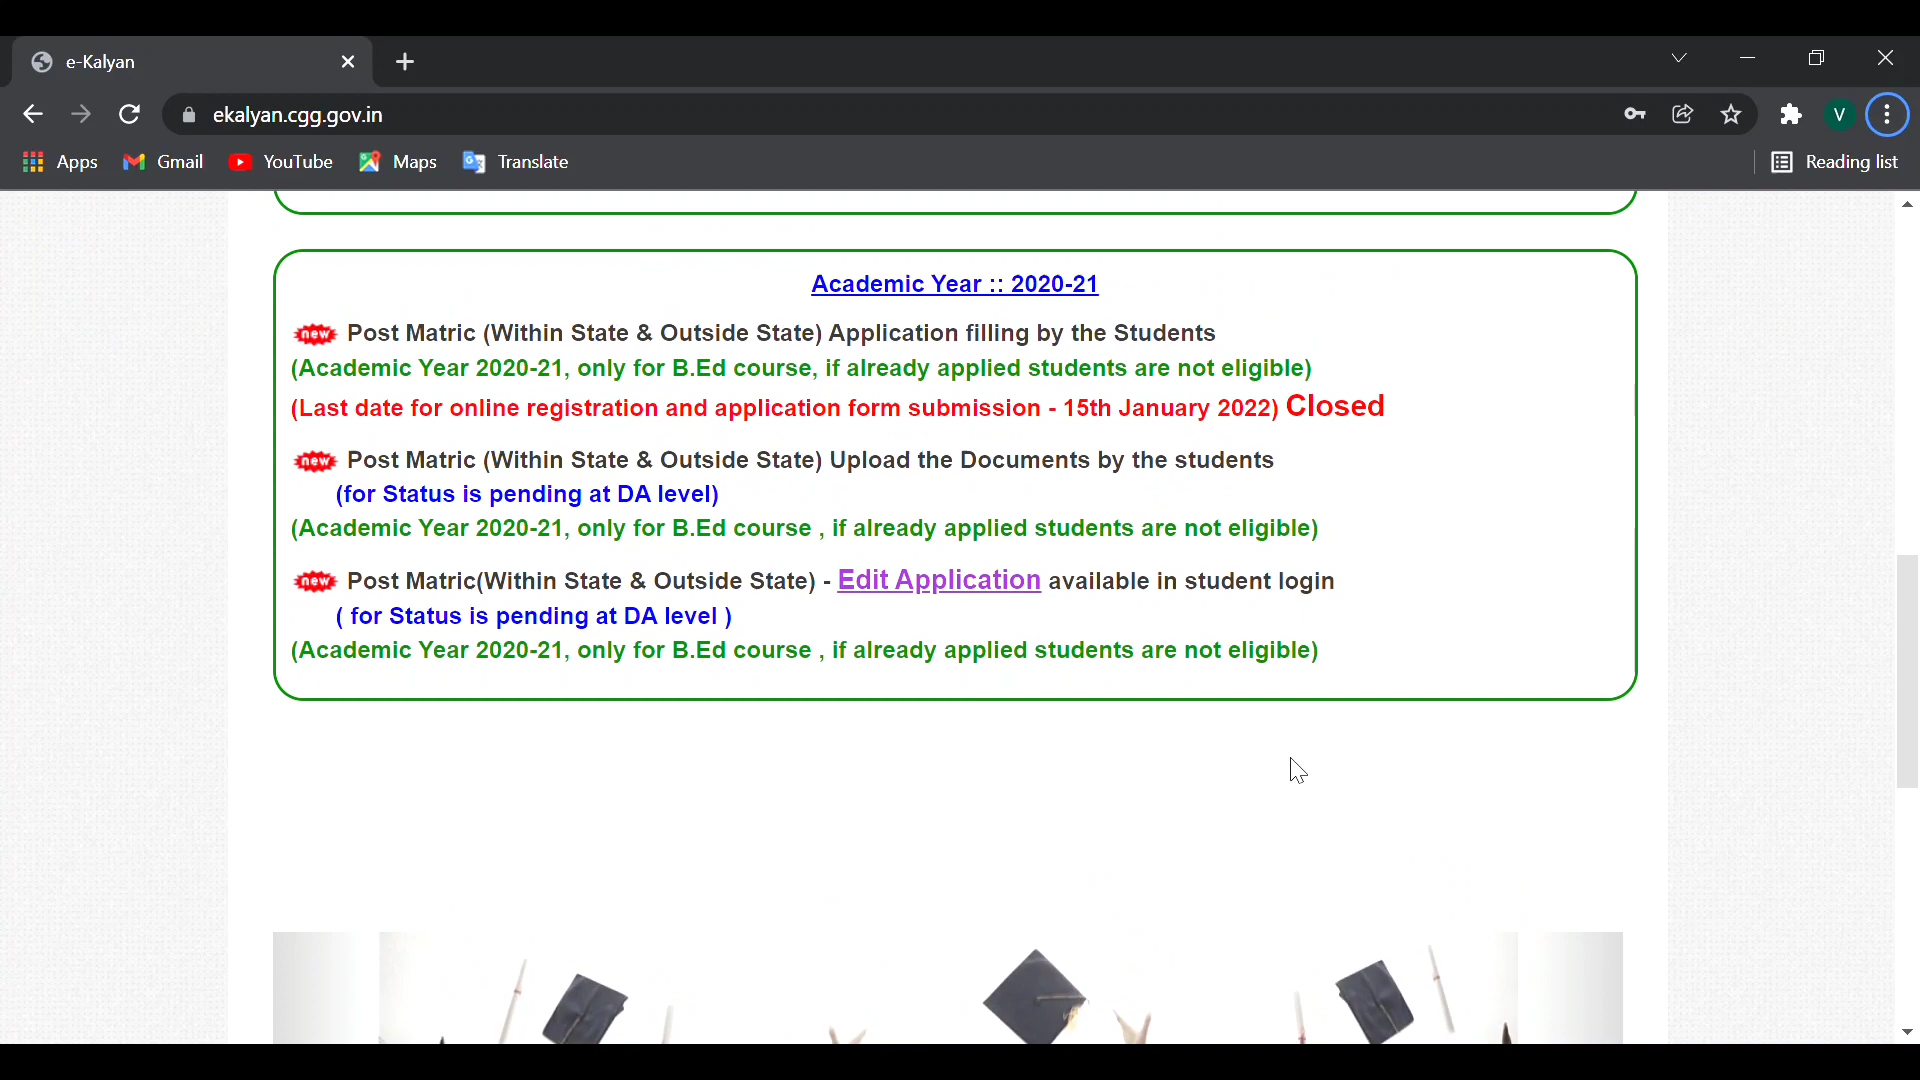 e-Kalyan
ekalyan.cgg.gov.in
V
Apps Gmail YouTube Maps Translate Reading list
Academic Year :: 2020-21
new Post Matric (Within State & Outside State) Application filling by the Students
(Academic Year 2020-21, only for B.Ed course, if already applied students are not eligible)
(Last date for online registration and application form submission - 15th January 2022) Closed
new Post Matric (Within State & Outside State) Upload the Documents by the students
(for Status is pending at DA level)
(Academic Year 2020-21, only for B.Ed course , if already applied students are not eligible)
new Post Matric(Within State & Outside State) - Edit Application available in student login
( for Status is pending at DA level )
(Academic Year 2020-21, only for B.Ed course , if already applied students are not eligible)